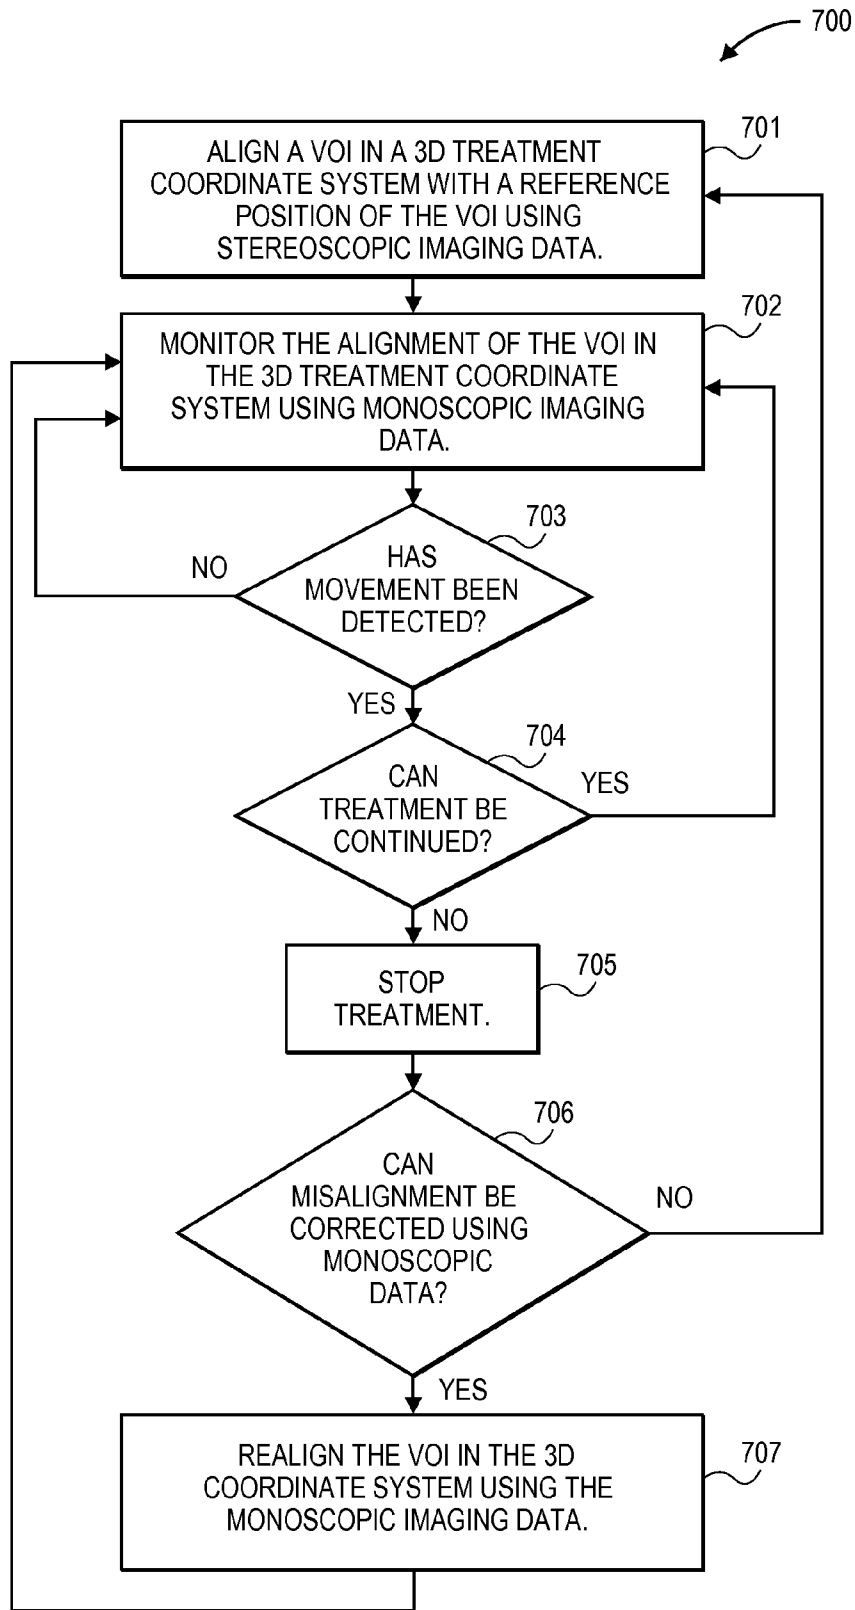 700
701
ALIGN A VOI IN A 3D TREATMENT
COORDINATE SYSTEM WITH A REFERENCE
POSITION OF THE VOI USING
STEREOSCOPIC IMAGING DATA.
702
MONITOR THE ALIGNMENT OF THE VOI IN
THE 3D TREATMENT COORDINATE
SYSTEM USING MONOSCOPIC IMAGING
DATA.
703
NO
HAS
MOVEMENT BEEN
DETECTED?
YES
704
CAN
TREATMENT BE
CONTINUED?
YES
NO
705
STOP
TREATMENT.
706
CAN
MISALIGNMENT BE
CORRECTED USING
MONOSCOPIC
DATA?
NO
YES
707
REALIGN THE VOI IN THE 3D
COORDINATE SYSTEM USING THE
MONOSCOPIC IMAGING DATA.